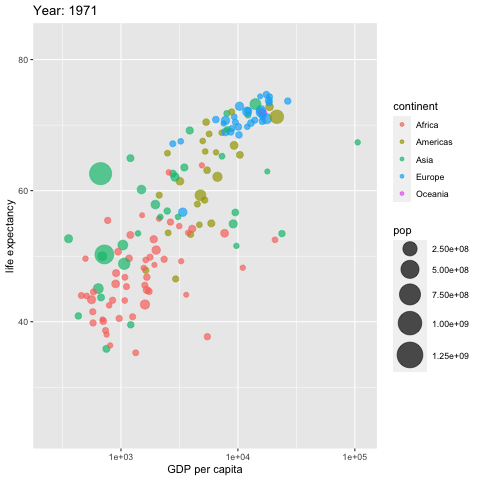 Year: 1971
80
60
40
life expectancy
1e+03
1e+04
1e+05
GDP per capita
continent
Africa
Americas
Asia
Europe
Oceania
pop
2.50e+08
5.00e+08
7.50e+08
1.00e+09
1.25e+09